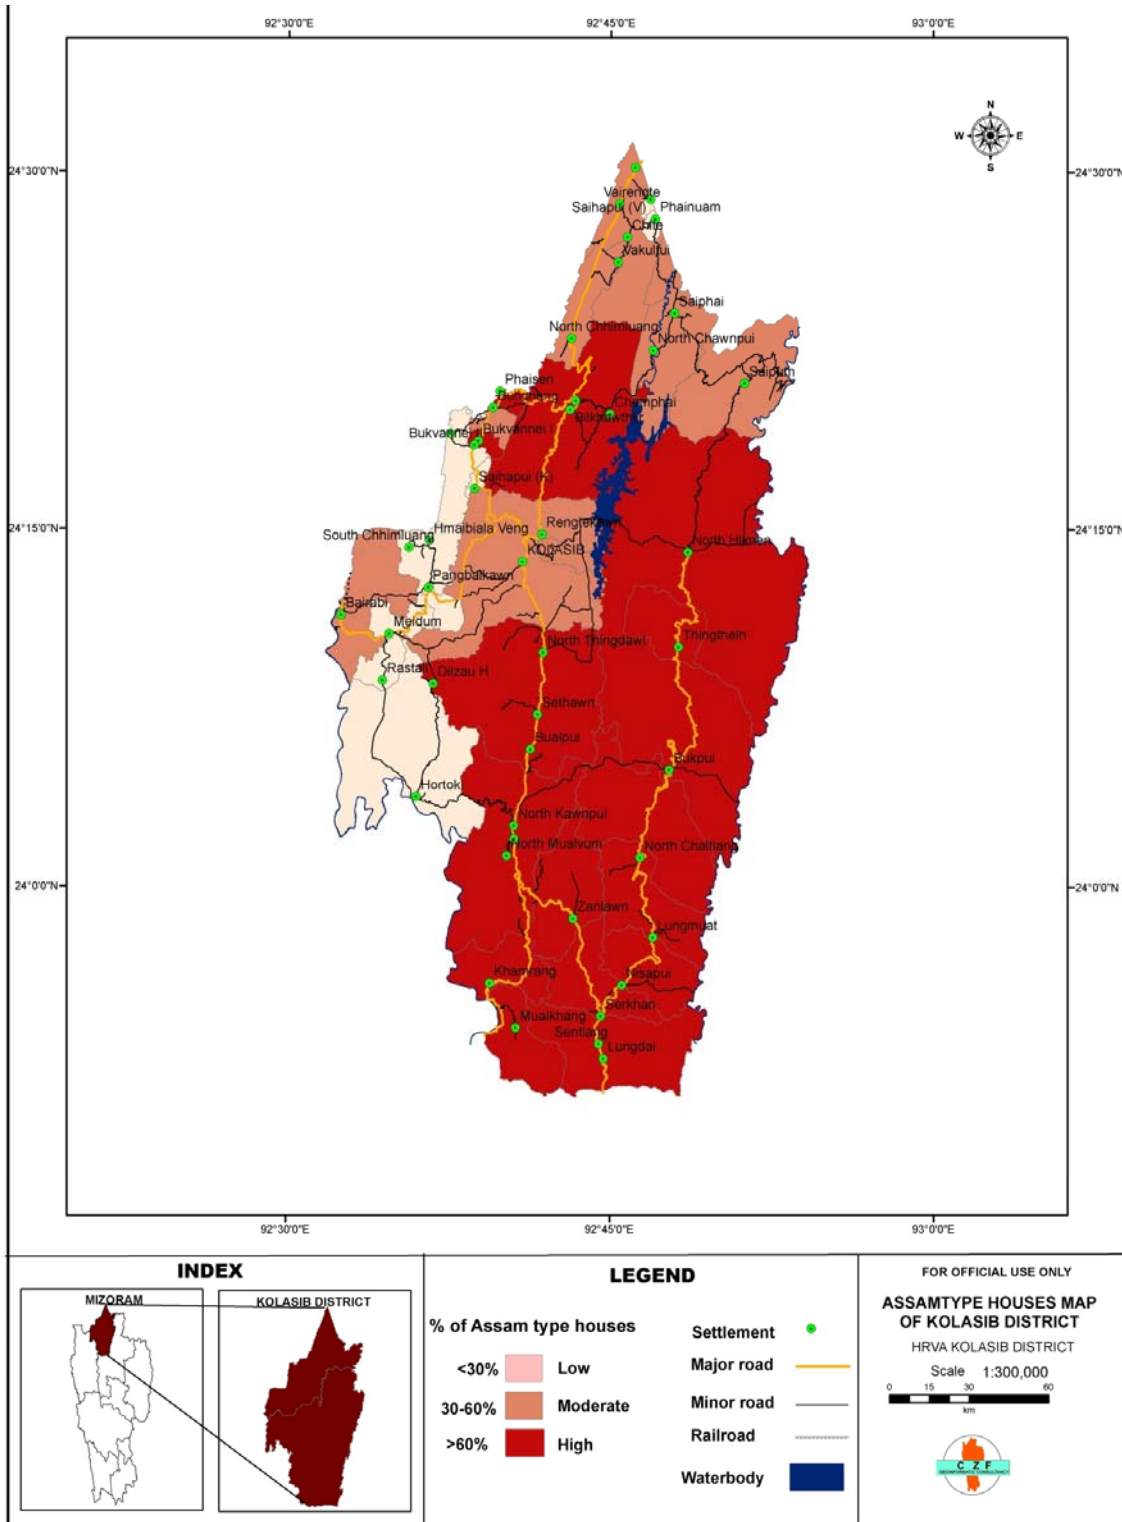 92°30'0"E
92°45'0"E
93°0'0"E
24°30'0"N
24°30'0"N
N
W
E
S
Vairengte
Saihapui (V)
Phainuam
Chite
Vakultui
Saiphai
North Chhimluang
North Chawnpui
Saipum
Phaisen
Chemphai
Bukvannei I
24°15'0"N
24°15'0"N
Saihapui (K)
Hmaibiala Veng
South Chhimluang
Rengtekawn
KOLASIB
North Hlimen
Pangbalkawn
Bairabi
Meidum
North Thingdawl
Thingthelh
Rastali
Dilzau H
Sethawn
Bualpui
Bukpui
Hortoki
North Kawnpui
North Mualvum
North Chaltlang
24°0'0"N
24°0'0"N
Zanlawn
Lungmuat
Khamrang
Nisapui
Mualkhang
Serkhan
Sentlang
Lungdai
92°30'0"E
92°45'0"E
93°0'0"E
INDEX
MIZORAM
KOLASIB DISTRICT
LEGEND
% of Assam type houses
<30%
Low
30-60%
Moderate
>60%
High
Settlement
Major road
Minor road
Railroad
Waterbody
FOR OFFICIAL USE ONLY
ASSAMTYPE HOUSES MAP
OF KOLASIB DISTRICT
HRVA KOLASIB DISTRICT
Scale 1:300,000
0 15 30 60
km
C Z F
GEOINFORMATIC CONSULTANCY